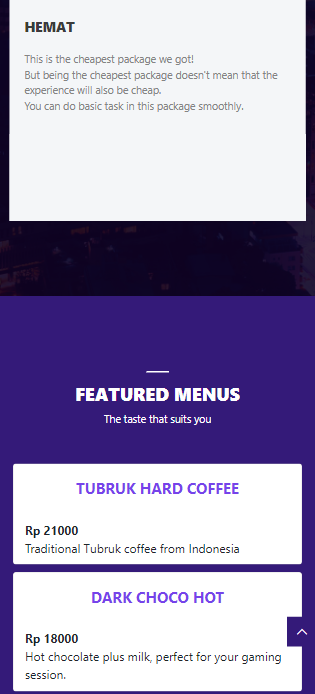 HEMAT
This is the cheapest package we got!
But being the cheapest package doesn't mean that the
experience will also be cheap.
You can do basic task in this package smoothly.
FEATURED MENUS
The taste that suits you
TUBRUK HARD COFFEE
Rp 21000
Traditional Tubruk coffee from Indonesia
DARK CHOCO HOT
Rp 18000
Hot chocolate plus milk, perfect for your gaming
session.